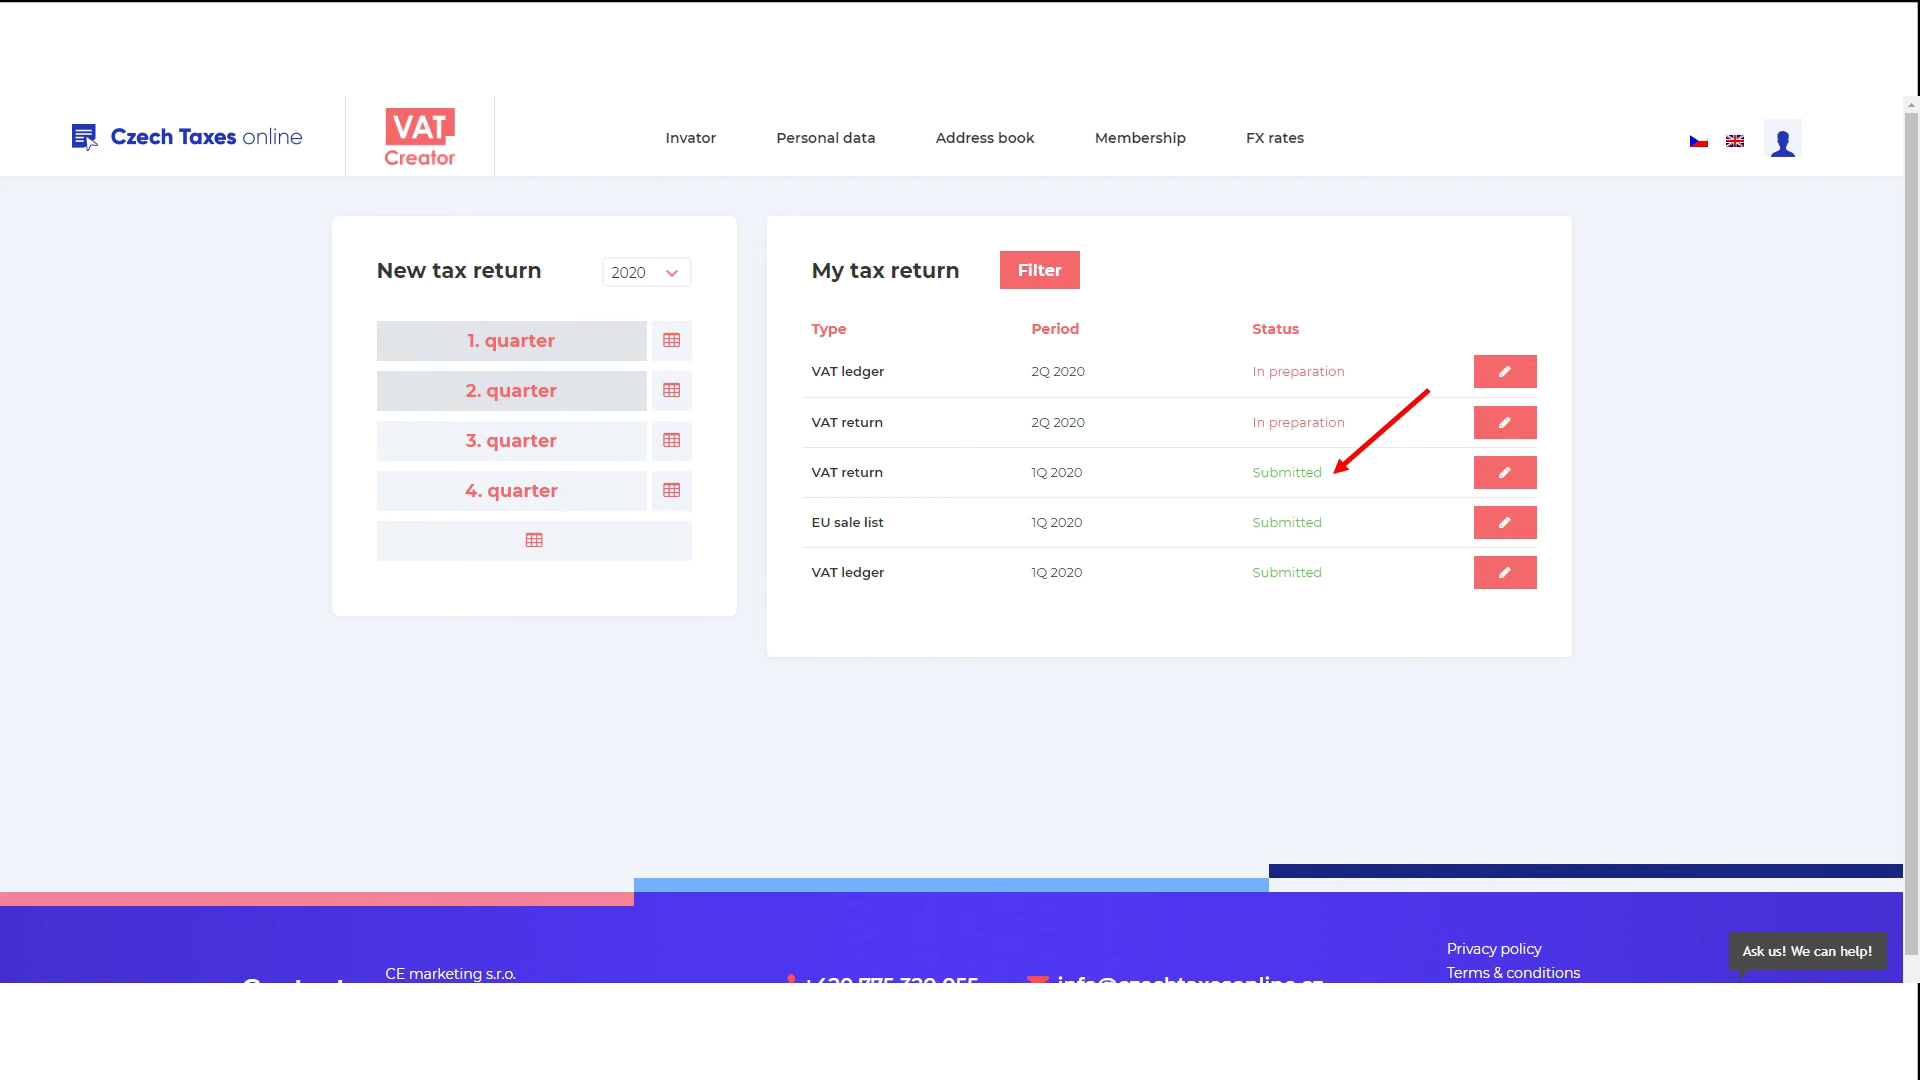 Czech Taxes online
VAT
Creator
Invator
Personal data
Address book
Membership
FX rates
New tax return
2020
1. quarter
2. quarter
3. quarter
4. quarter
My tax return
Filter
Type Period Status
VAT ledger 2Q 2020 In preparation
VAT return 2Q 2020 In preparation
VAT return 1Q 2020 Submitted
EU sale list 1Q 2020 Submitted
VAT ledger 1Q 2020 Submitted
CE marketing s.r.o.
info@czechtaxesonline.cz
Privacy policy
Terms & conditions
Ask us! We can help!